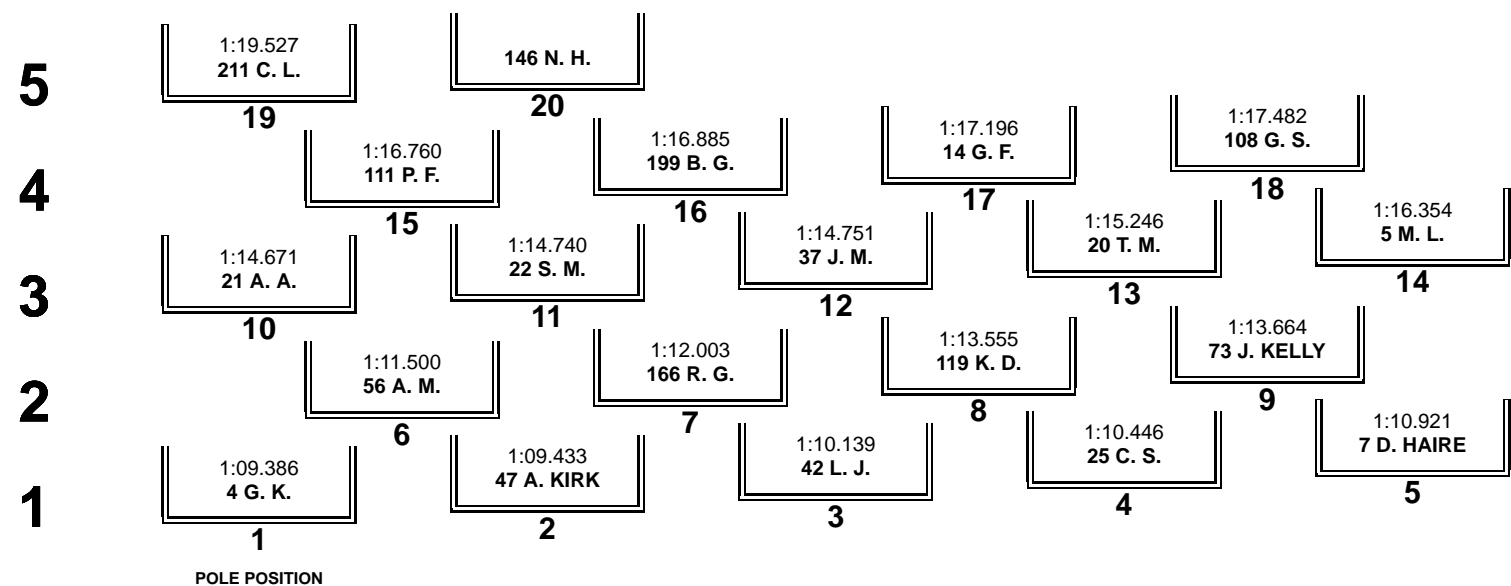 5
1:19.527
211 C. L.
19
146 N. H.
20
4
1:16.760
111 P. F.
15
1:16.885
199 B. G.
16
1:17.196
14 G. F.
17
1:17.482
108 G. S.
18
3
1:14.671
21 A. A.
10
1:14.740
22 S. M.
11
1:14.751
37 J. M.
12
1:15.246
20 T. M.
13
1:16.354
5 M. L.
14
2
1:11.500
56 A. M.
6
1:12.003
166 R. G.
7
1:13.555
119 K. D.
8
1:13.664
73 J. KELLY
9
1
1:09.386
4 G. K.
1
1:09.433
47 A. KIRK
2
1:10.139
42 L. J.
3
1:10.446
25 C. S.
4
1:10.921
7 D. HAIRE
5
POLE POSITION